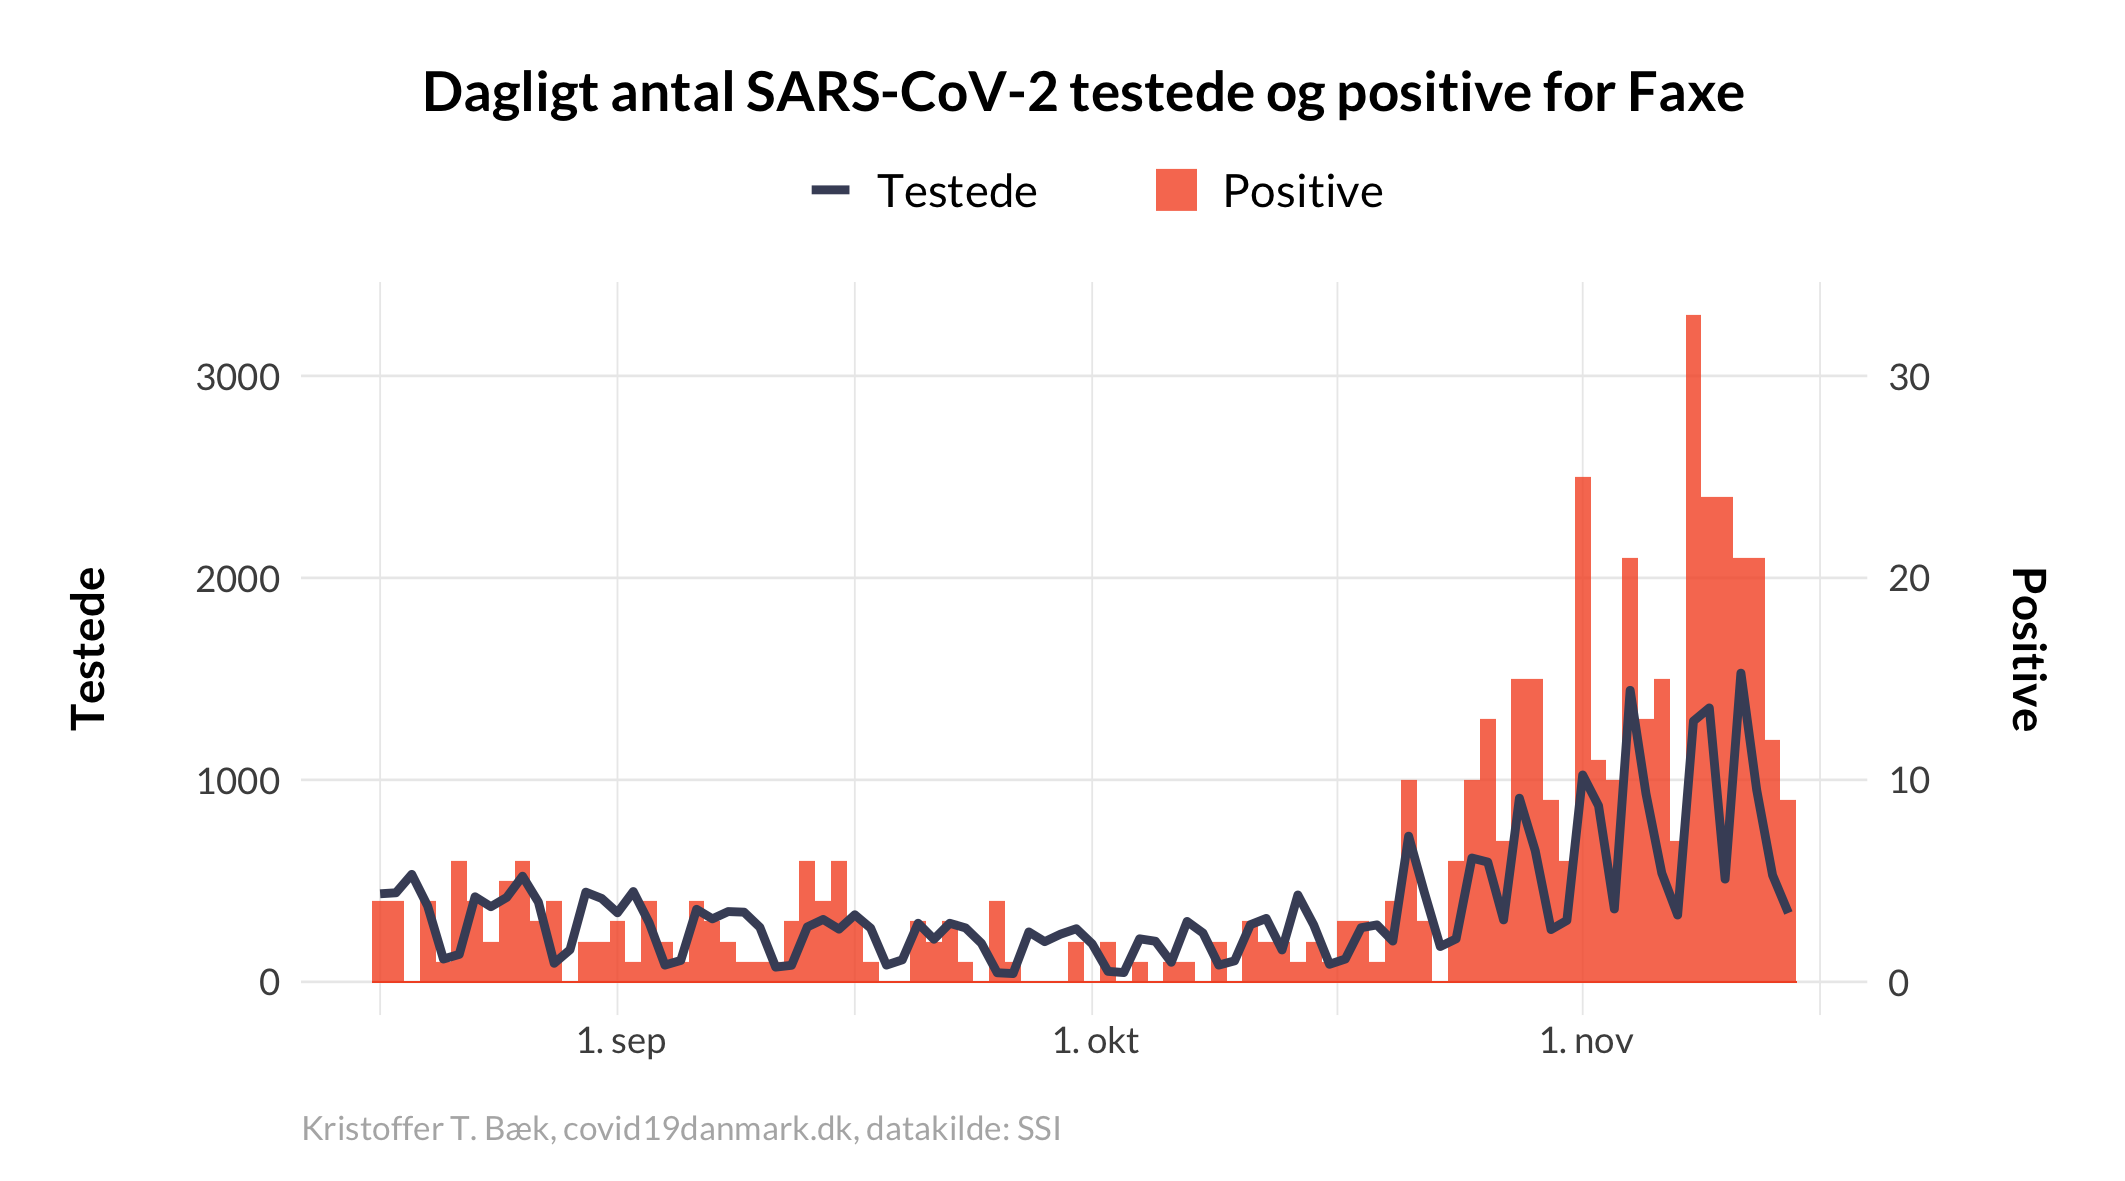 Dagligt antal SARS-CoV-2 testede og positive for Faxe
Testede
Positive
3000
2000
1000
0
30
20
10
0
Testede
Positive
1. sep
1. okt
1. nov
Kristoffer T. Bæk, covid19danmark.dk, datakilde: SSI